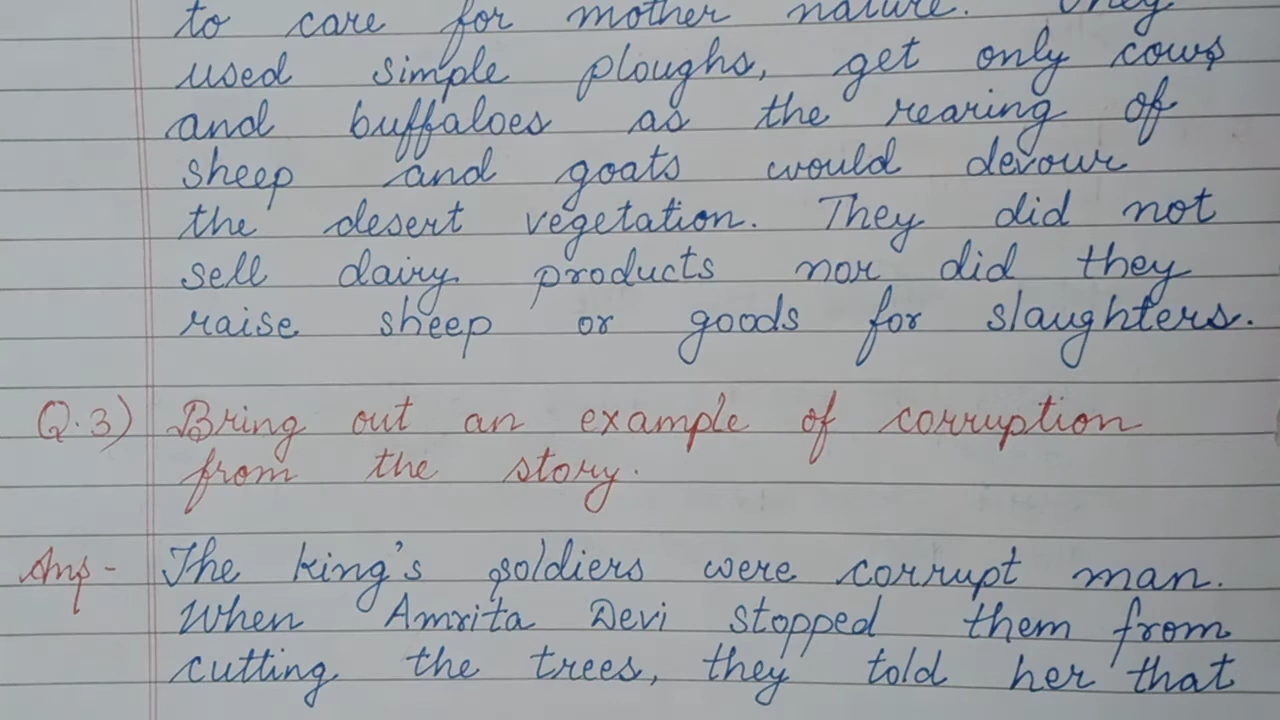 to care for mother nature. They
used simple ploughs, get only cows
and buffaloes as the rearing of
sheep and goats would devour
the desert vegetation. They did not
sell dairy products nor did they
raise sheep or goods for slaughters.
Q.3) Bring out an example of corruption
from the story.
Ans- The king's soldiers were corrupt man.
When Amrita Devi stopped them from
cutting the trees, they told her that